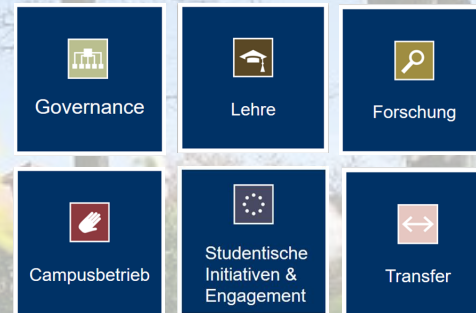 Governance
Lehre
Forschung
Campusbetrieb
Studentische
Initiativen &
Engagement
Transfer